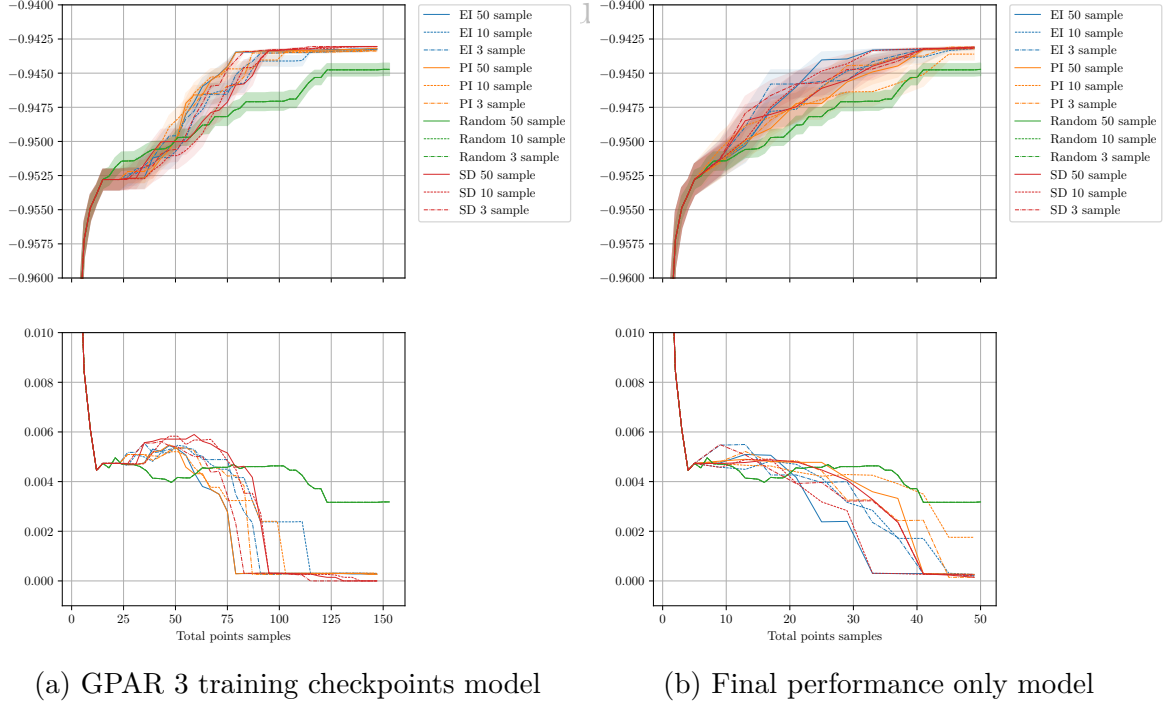 −0.9400
−0.9425
−0.9450
−0.9475
−0.9500
−0.9525
−0.9550
−0.9575
−0.9600
EI 50 sample
EI 10 sample
EI 3 sample
PI 50 sample
PI 10 sample
PI 3 sample
Random 50 sample
Random 10 sample
Random 3 sample
SD 50 sample
SD 10 sample
SD 3 sample
−0.9400
−0.9425
−0.9450
−0.9475
−0.9500
−0.9525
−0.9550
−0.9575
−0.9600
EI 50 sample
EI 10 sample
EI 3 sample
PI 50 sample
PI 10 sample
PI 3 sample
Random 50 sample
Random 10 sample
Random 3 sample
SD 50 sample
SD 10 sample
SD 3 sample
0.010
0.008
0.006
0.004
0.002
0.000
0 25 50 75 100 125 150
Total points samples
0.010
0.008
0.006
0.004
0.002
0.000
0 10 20 30 40 50
Total points samples
(a) GPAR 3 training checkpoints model
(b) Final performance only model